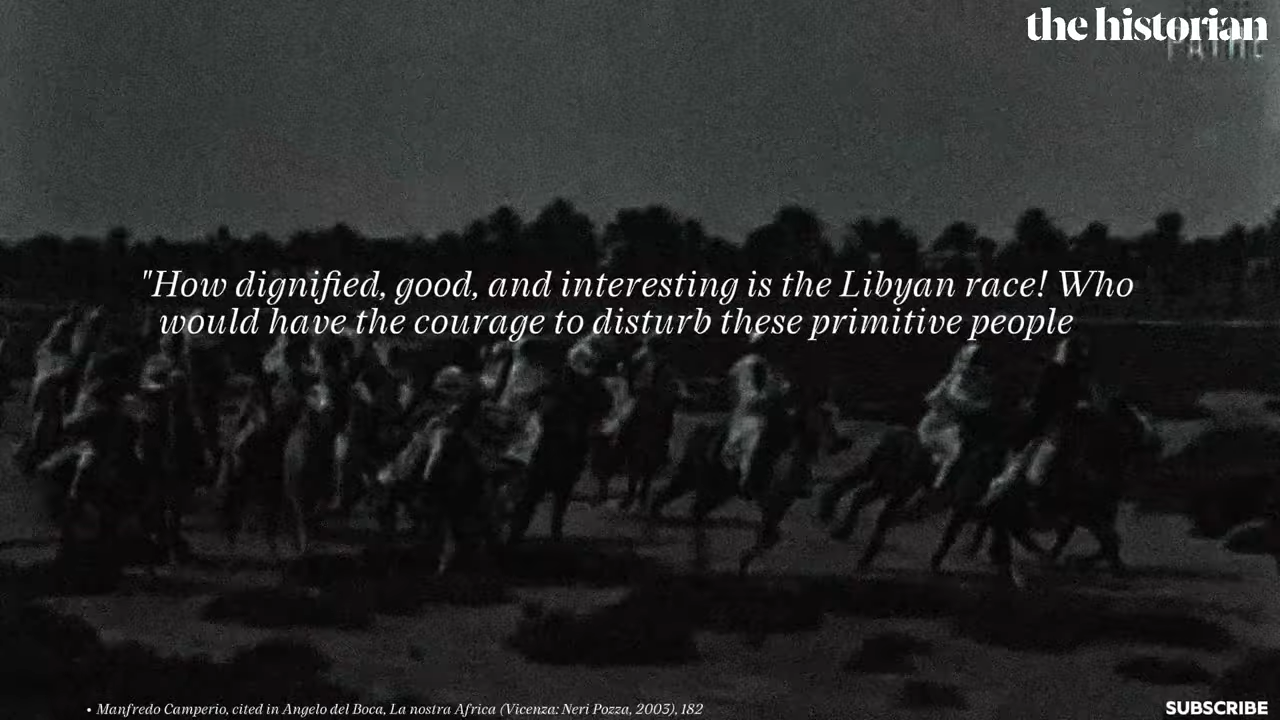 the historian
PATHE
"How dignified, good, and interesting is the Libyan race! Who
would have the courage to disturb these primitive people
• Manfredo Camperio, cited in Angelo del Boca, La nostra Africa (Vicenza: Neri Pozza, 2003), 182
SUBSCRIBE